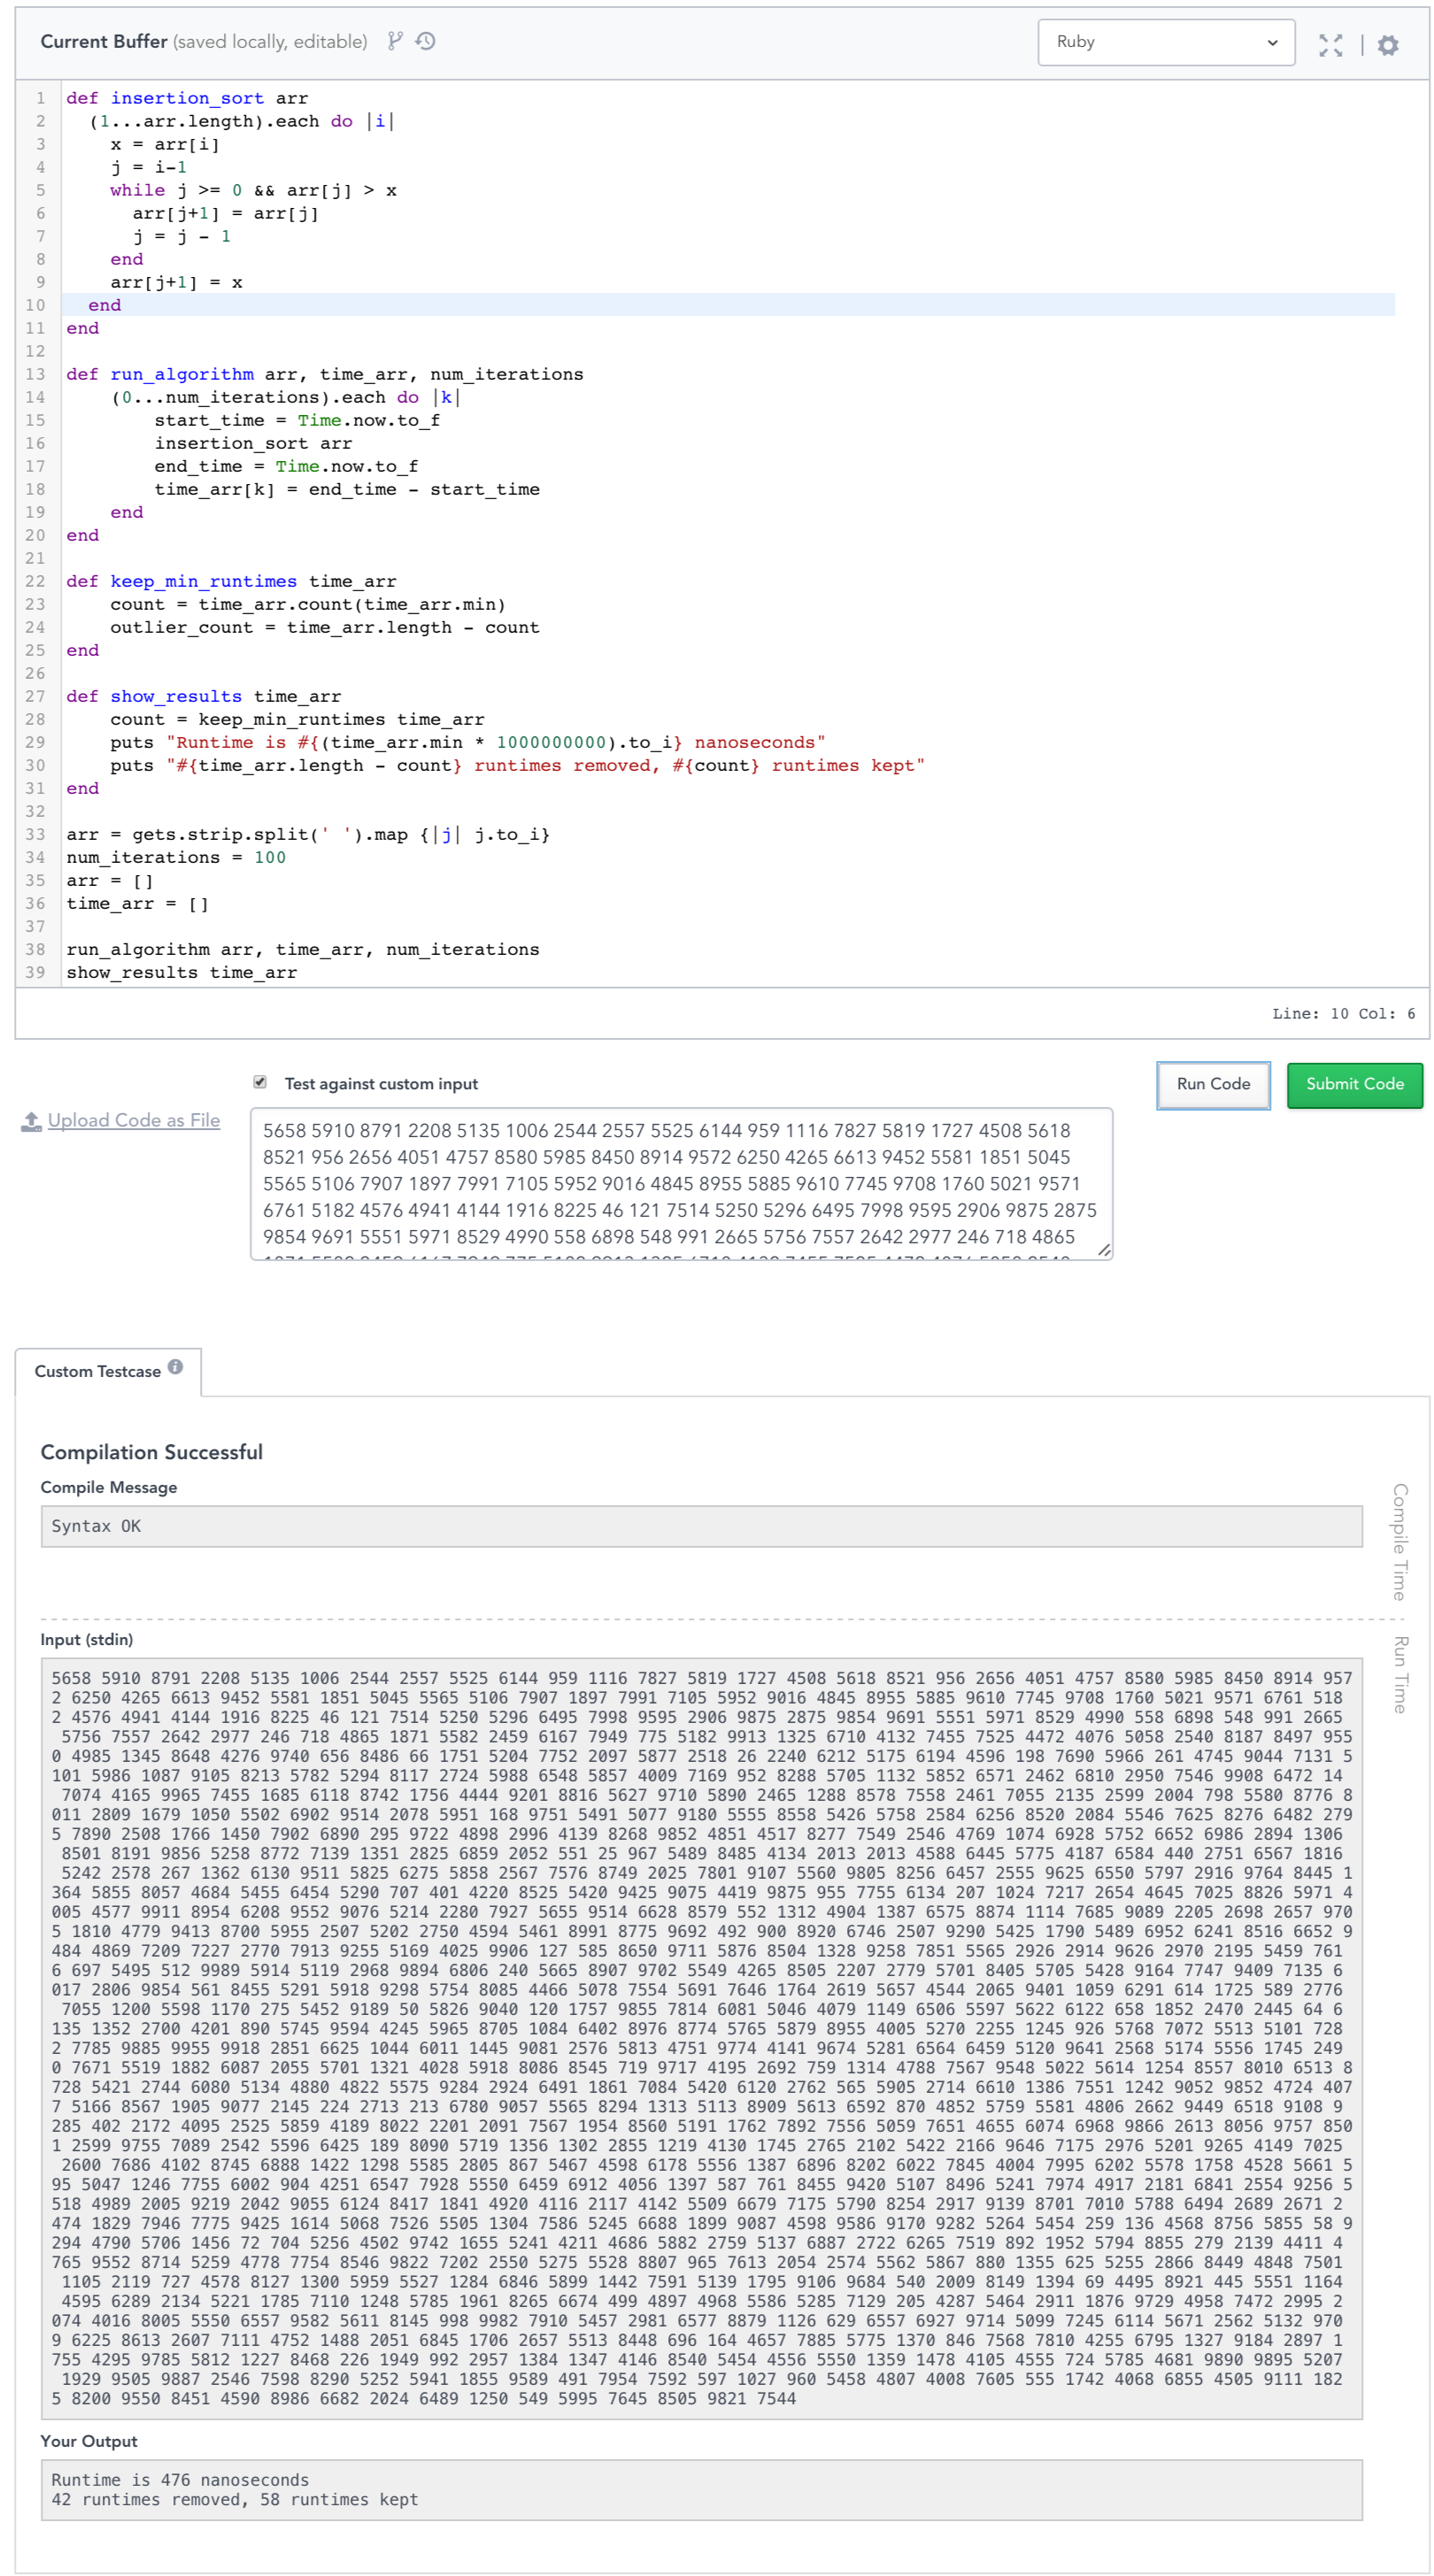 Current Buffer (saved locally, editable)
Ruby
1 def insertion_sort arr
2   (1...arr.length).each do |i|
3     x = arr[i]
4     j = i-1
5     while j >= 0 && arr[j] > x
6       arr[j+1] = arr[j]
7       j = j - 1
8     end
9     arr[j+1] = x
10   end
11 end
12
13 def run_algorithm arr, time_arr, num_iterations
14     (0...num_iterations).each do |k|
15         start_time = Time.now.to_f
16         insertion_sort arr
17         end_time = Time.now.to_f
18         time_arr[k] = end_time - start_time
19     end
20 end
21
22 def keep_min_runtimes time_arr
23     count = time_arr.count(time_arr.min)
24     outlier_count = time_arr.length - count
25 end
26
27 def show_results time_arr
28     count = keep_min_runtimes time_arr
29     puts "Runtime is #{(time_arr.min * 1000000000).to_i} nanoseconds"
30     puts "#{time_arr.length - count} runtimes removed, #{count} runtimes kept"
31 end
32
33 arr = gets.strip.split(' ').map {|j| j.to_i}
34 num_iterations = 100
35 arr = []
36 time_arr = []
37
38 run_algorithm arr, time_arr, num_iterations
39 show_results time_arr
Line: 10 Col: 6
Upload Code as File
Test against custom input
Run Code
Submit Code
5658 5910 8791 2208 5135 1006 2544 2557 5525 6144 959 1116 7827 5819 1727 4508 5618
8521 956 2656 4051 4757 8580 5985 8450 8914 9572 6250 4265 6613 9452 5581 1851 5045
5565 5106 7907 1897 7991 7105 5952 9016 4845 8955 5885 9610 7745 9708 1760 5021 9571
6761 5182 4576 4941 4144 1916 8225 46 121 7514 5250 5296 6495 7998 9595 2906 9875 2875
9854 9691 5551 5971 8529 4990 558 6898 548 991 2665 5756 7557 2642 2977 246 718 4865
Custom Testcase
Compilation Successful
Compile Message
Syntax OK
Compile Time
Input (stdin)
Run Time
5658 5910 8791 2208 5135 1006 2544 2557 5525 6144 959 1116 7827 5819 1727 4508 5618 8521 956 2656 4051 4757 8580 5985 8450 8914 957
2 6250 4265 6613 9452 5581 1851 5045 5565 5106 7907 1897 7991 7105 5952 9016 4845 8955 5885 9610 7745 9708 1760 5021 9571 6761 518
2 4576 4941 4144 1916 8225 46 121 7514 5250 5296 6495 7998 9595 2906 9875 2875 9854 9691 5551 5971 8529 4990 558 6898 548 991 2665
5756 7557 2642 2977 246 718 4865 1871 5582 2459 6167 7949 775 5182 9913 1325 6710 4132 7455 7525 4472 4076 5058 2540 8187 8497 955
0 4985 1345 8648 4276 9740 656 8486 66 1751 5204 7752 2097 5877 2518 26 2240 6212 5175 6194 4596 198 7690 5966 261 4745 9044 7131 5
101 5986 1087 9105 8213 5782 5294 8117 2724 5988 6548 5857 4009 7169 952 8288 5705 1132 5852 6571 2462 6810 2950 7546 9908 6472 14
7074 4165 9965 7455 1685 6118 8742 1756 4444 9201 8816 5627 9710 5890 2465 1288 8578 7558 2461 7055 2135 2599 2004 798 5580 8776 8
011 2809 1679 1050 5502 6902 9514 2078 5951 168 9751 5491 5077 9180 5555 8558 5426 5758 2584 6256 8520 2084 5546 7625 8276 6482 279
5 7890 2508 1766 1450 7902 6890 295 9722 4898 2996 4139 8268 9852 4851 4517 8277 7549 2546 4769 1074 6928 5752 6652 6986 2894 1306
8501 8191 9856 5258 8772 7139 1351 2825 6859 2052 551 25 967 5489 8485 4134 2013 2013 4588 6445 5775 4187 6584 440 2751 6567 1816
5242 2578 267 1362 6130 9511 5825 6275 5858 2567 7576 8749 2025 7801 9107 5560 9805 8256 6457 2555 9625 6550 5797 2916 9764 8445 1
364 5855 8057 4684 5455 6454 5290 707 401 4220 8525 5420 9425 9075 4419 9875 955 7755 6134 207 1024 7217 2654 4645 7025 8826 5971 4
005 4577 9911 8954 6208 9552 9076 5214 2280 7927 5655 9514 6628 8579 552 1312 4904 1387 6575 8874 1114 7685 9089 2205 2698 2657 970
5 1810 4779 9413 8700 5955 2507 5202 2750 4594 5461 8991 8775 9692 492 900 8920 6746 2507 9290 5425 1790 5489 6952 6241 8516 6652 9
484 4869 7209 7227 2770 7913 9255 5169 4025 9906 127 585 8650 9711 5876 8504 1328 9258 7851 5565 2926 2914 9626 2970 2195 5459 761
6 697 5495 512 9989 5914 5119 2968 9894 6806 240 5665 8907 9702 5549 4265 8505 2207 2779 5701 8405 5705 5428 9164 7747 9409 7135 6
017 2806 9854 561 8455 5291 5918 9298 5754 8085 4466 5078 7554 5691 7646 1764 2619 5657 4544 2065 9401 1059 6291 614 1725 589 2776
7055 1200 5598 1170 275 5452 9189 50 5826 9040 120 1757 9855 7814 6081 5046 4079 1149 6506 5597 5622 6122 658 1852 2470 2445 64 6
135 1352 2700 4201 890 5745 9594 4245 5965 8705 1084 6402 8976 8774 5765 5879 8955 4005 5270 2255 1245 926 5768 7072 5513 5101 728
2 7785 9885 9955 9918 2851 6625 1044 6011 1445 9081 2576 5813 4751 9774 4141 9674 5281 6564 6459 5120 9641 2568 5174 5556 1745 249
0 7671 5519 1882 6087 2055 5701 1321 4028 5918 8086 8545 719 9717 4195 2692 759 1314 4788 7567 9548 5022 5614 1254 8557 8010 6513 8
728 5421 2744 6080 5134 4880 4822 5575 9284 2924 6491 1861 7084 5420 6120 2762 565 5905 2714 6610 1386 7551 1242 9052 9852 4724 407
7 5166 8567 1905 9077 2145 224 2713 213 6780 9057 5565 8294 1313 5113 8909 5613 6592 870 4852 5759 5581 4806 2662 9449 6518 9108 9
285 402 2172 4095 2525 5859 4189 8022 2201 2091 7567 1954 8560 5191 1762 7892 7556 5059 7651 4655 6074 6968 9866 2613 8056 9757 850
1 2599 9755 7089 2542 5596 6425 189 8090 5719 1356 1302 2855 1219 4130 1745 2765 2102 5422 2166 9646 7175 2976 5201 9265 4149 7025
2600 7686 4102 8745 6888 1422 1298 5585 2805 867 5467 4598 6178 5556 1387 6896 8202 6022 7845 4004 7995 6202 5578 1758 4528 5661 5
95 5047 1246 7755 6002 904 4251 6547 7928 5550 6459 6912 4056 1397 587 761 8455 9420 5107 8496 5241 7974 4917 2181 6841 2554 9256 5
518 4989 2005 9219 2042 9055 6124 8417 1841 4920 4116 2117 4142 5509 6679 7175 5790 8254 2917 9139 8701 7010 5788 6494 2689 2671 2
474 1829 7946 7775 9425 1614 5068 7526 5505 1304 7586 5245 6688 1899 9087 4598 9586 9170 9282 5264 5454 259 136 4568 8756 5855 58 9
294 4790 5706 1456 72 704 5256 4502 9742 1655 5241 4211 4686 5882 2759 5137 6887 2722 6265 7519 892 1952 5794 8855 279 2139 4411 4
765 9552 8714 5259 4778 7754 8546 9822 7202 2550 5275 5528 8807 965 7613 2054 2574 5562 5867 880 1355 625 5255 2866 8449 4848 7501
1105 2119 727 4578 8127 1300 5959 5527 1284 6846 5899 1442 7591 5139 1795 9106 9684 540 2009 8149 1394 69 4495 8921 445 5551 1164
4595 6289 2134 5221 1785 7110 1248 5785 1961 8265 6674 499 4897 4968 5586 5285 7129 205 4287 5464 2911 1876 9729 4958 7472 2995 2
074 4016 8005 5550 6557 9582 5611 8145 998 9982 7910 5457 2981 6577 8879 1126 629 6557 6927 9714 5099 7245 6114 5671 2562 5132 970
9 6225 8613 2607 7111 4752 1488 2051 6845 1706 2657 5513 8448 696 164 4657 7885 5775 1370 846 7568 7810 4255 6795 1327 9184 2897 1
755 4295 9785 5812 1227 8468 226 1949 992 2957 1384 1347 4146 8540 5454 4556 5550 1359 1478 4105 4555 724 5785 4681 9890 9895 5207
1929 9505 9887 2546 7598 8290 5252 5941 1855 9589 491 7954 7592 597 1027 960 5458 4807 4008 7605 555 1742 4068 6855 4505 9111 182
5 8200 9550 8451 4590 8986 6682 2024 6489 1250 549 5995 7645 8505 9821 7544
Your Output
Runtime is 476 nanoseconds
42 runtimes removed, 58 runtimes kept